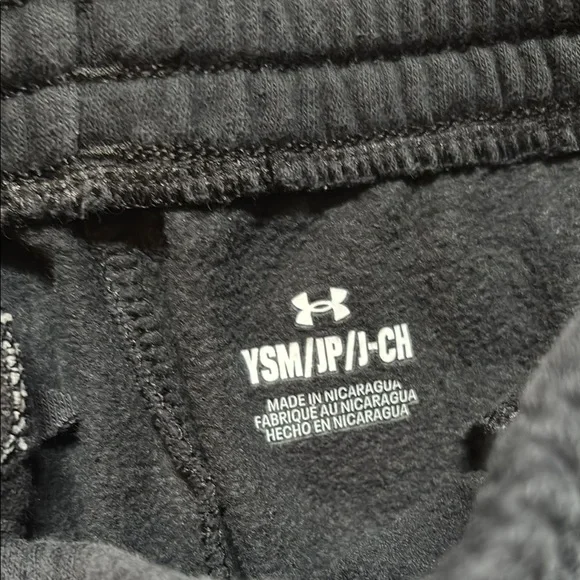 YSM/JP/J-CH
MADE IN NICARAGUA
FABRIQUÉ AU NICARAGUA
HECHO EN NICARAGUA